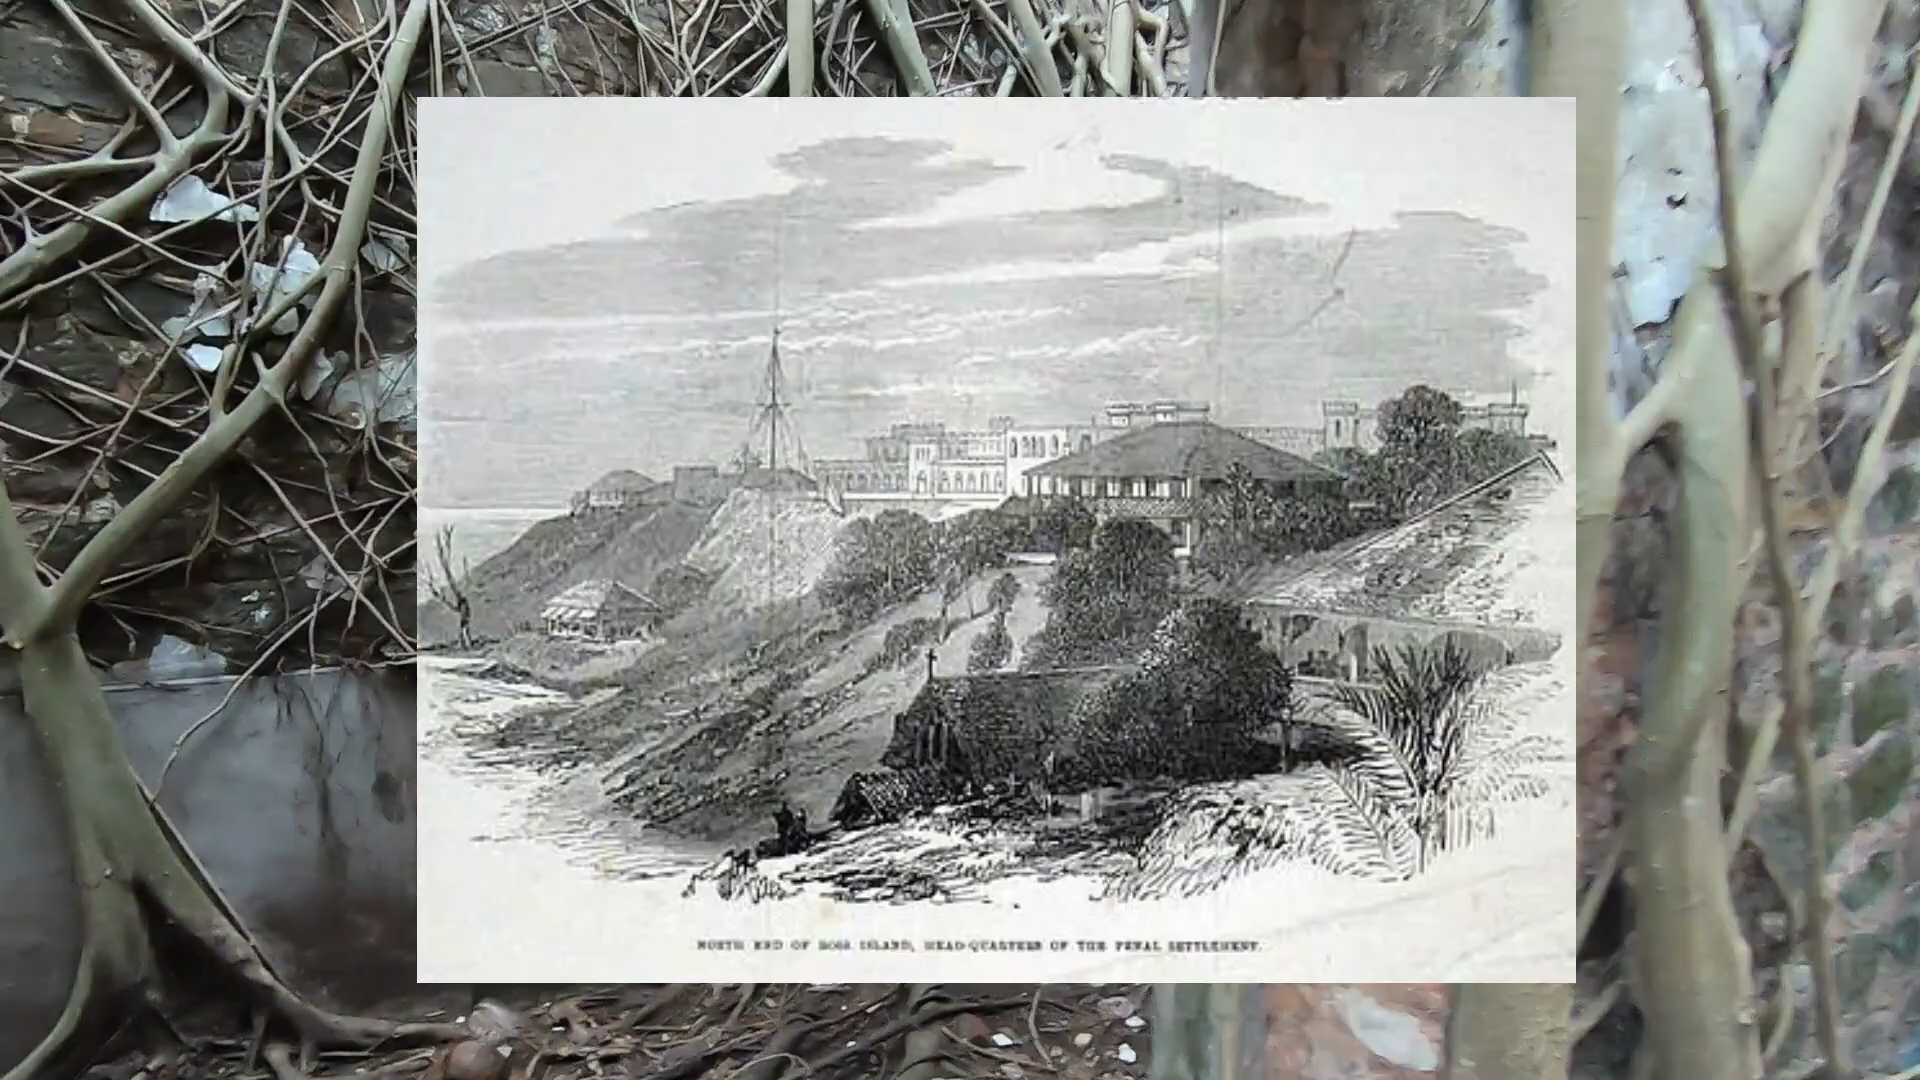 NORTH END OF ROSS ISLAND, HEAD-QUARTERS OF THE PENAL SETTLEMENT.